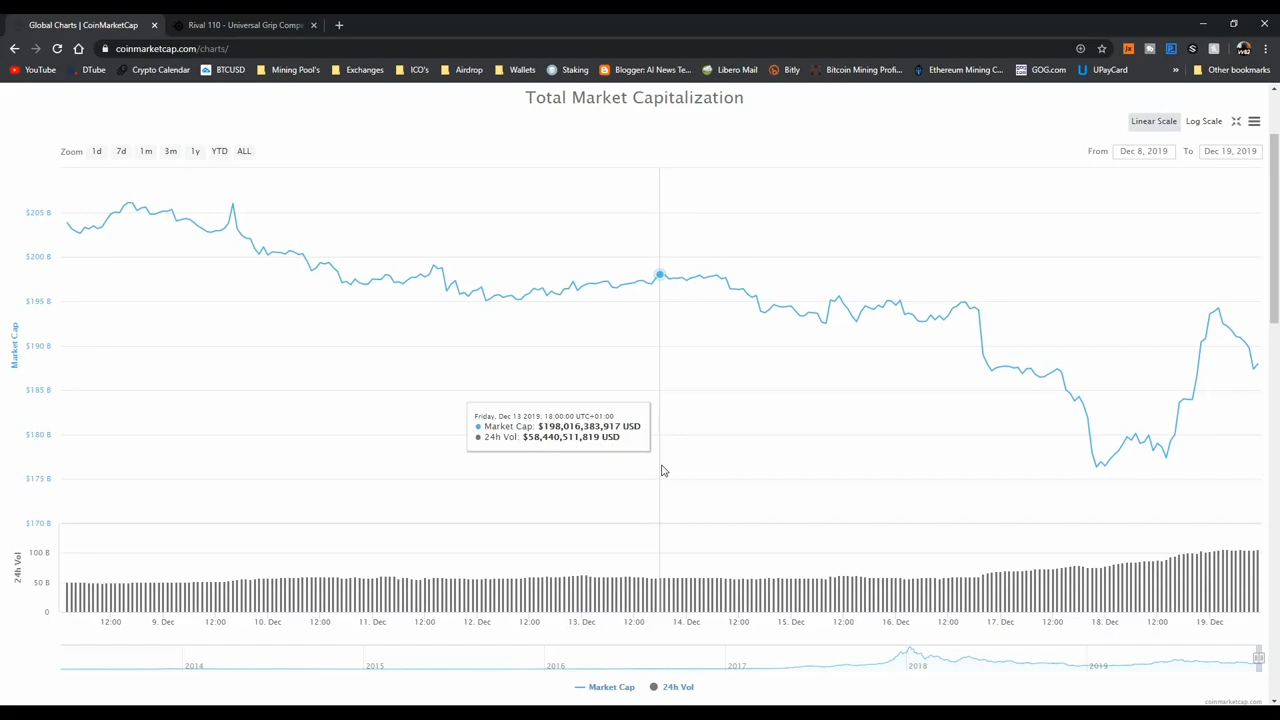 Global Charts | CoinMarketCap
Rival 110 - Universal Grip Compe
coinmarketcap.com/charts/
YouTube DTube Crypto Calendar BTCUSD Mining Pool's Exchanges ICO's Airdrop Wallets Staking Blogger: AI News Te... Libero Mail Bitly Bitcoin Mining Profi... Ethereum Mining C... GOG.com UPayCard » Other bookmarks
Total Market Capitalization
Linear Scale Log Scale
Zoom 1d 7d 1m 3m 1y YTD ALL From Dec 8, 2019 To Dec 19, 2019
$205 B
$200 B
$195 B
$190 B
$185 B
$180 B
$175 B
$170 B
Market Cap
Friday, Dec 13 2019, 18:00:00 UTC+01:00
Market Cap: $198,016,383,917 USD
24h Vol: $58,440,511,819 USD
100 B
50 B
0
24h Vol
12:00 9. Dec 12:00 10. Dec 12:00 11. Dec 12:00 12. Dec 12:00 13. Dec 12:00 14. Dec 12:00 15. Dec 12:00 16. Dec 12:00 17. Dec 12:00 18. Dec 12:00 19. Dec
2014 2015 2016 2017 2018 2019
Market Cap 24h Vol
coinmarketcap.com